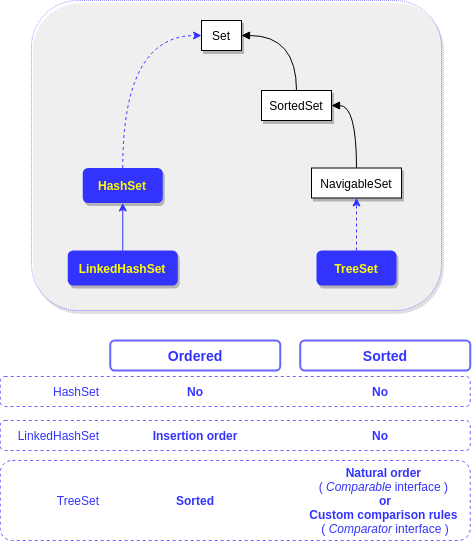 Set
SortedSet
HashSet
NavigableSet
LinkedHashSet
TreeSet
Ordered Sorted
HashSet No No
LinkedHashSet Insertion order No
Natural order
( Comparable interface )
TreeSet Sorted or
Custom comparison rules
( Comparator interface )